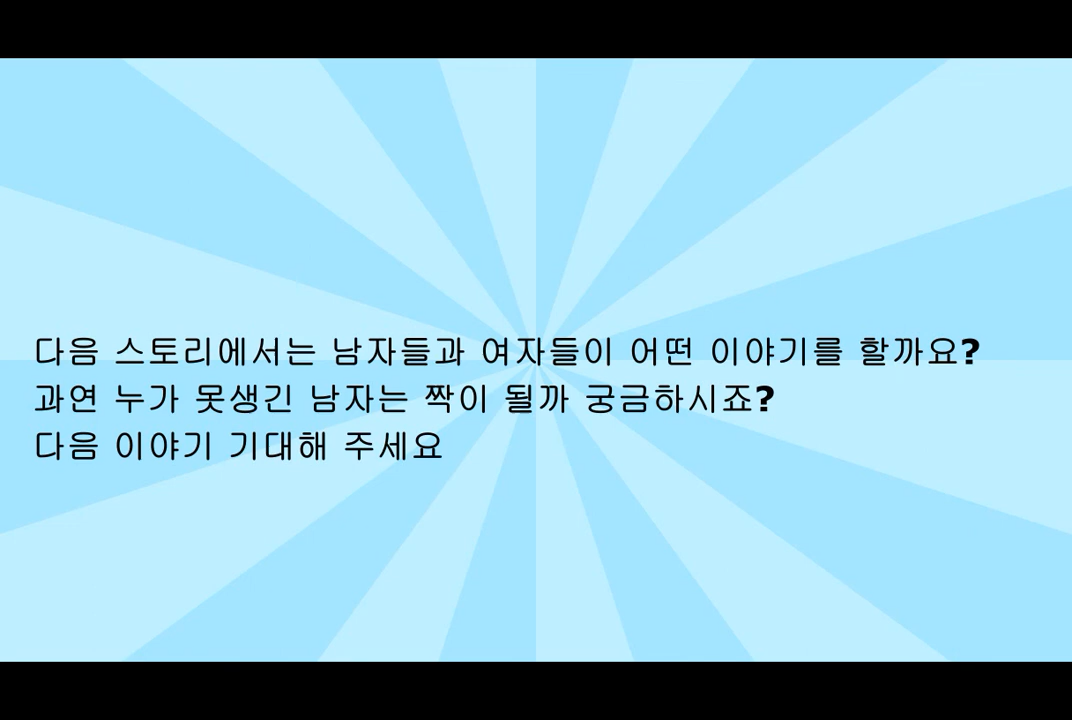 다음 스토리에서는 남자들과 여자들이 어떤 이야기를 할까요?
과연 누가 못생긴 남자는 짝이 될까 궁금하시죠?
다음 이야기 기대해 주세요